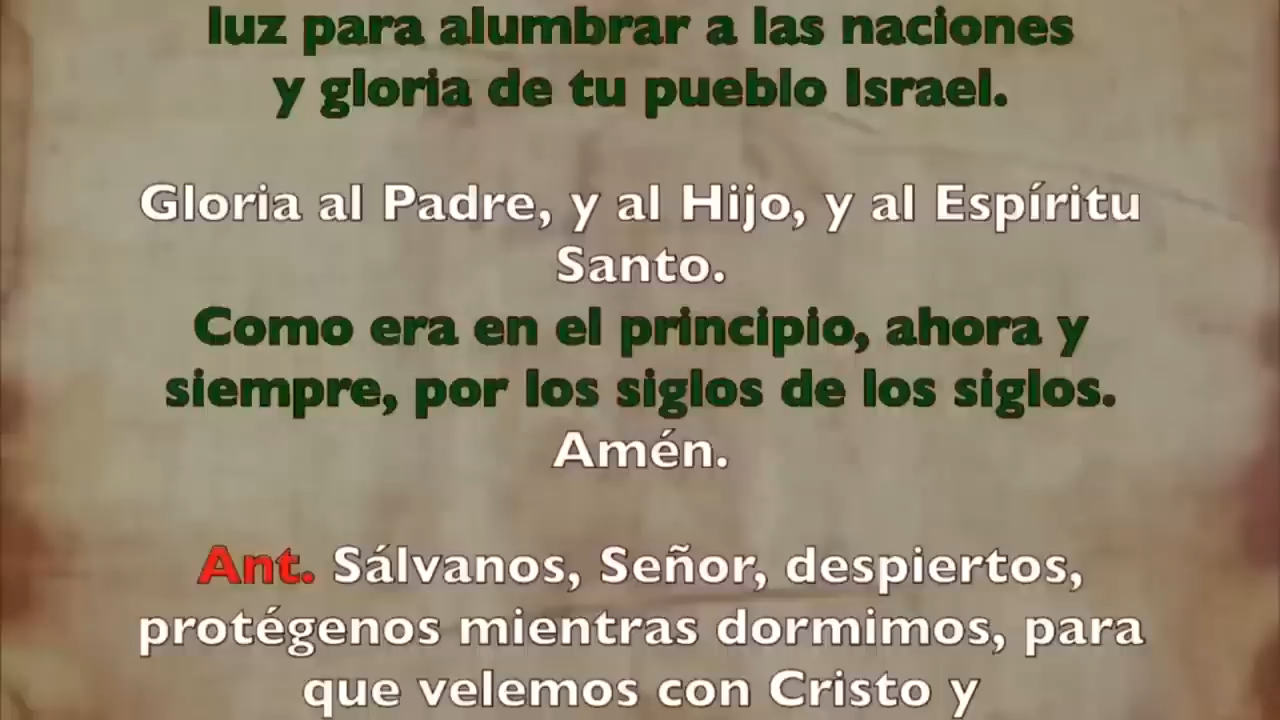 luz para alumbrar a las naciones
y gloria de tu pueblo Israel.
Gloria al Padre, y al Hijo, y al Espíritu
Santo.
Como era en el principio, ahora y
siempre, por los siglos de los siglos.
Amén.
Ant. Sálvanos, Señor, despiertos,
protégenos mientras dormimos, para
que velemos con Cristo y